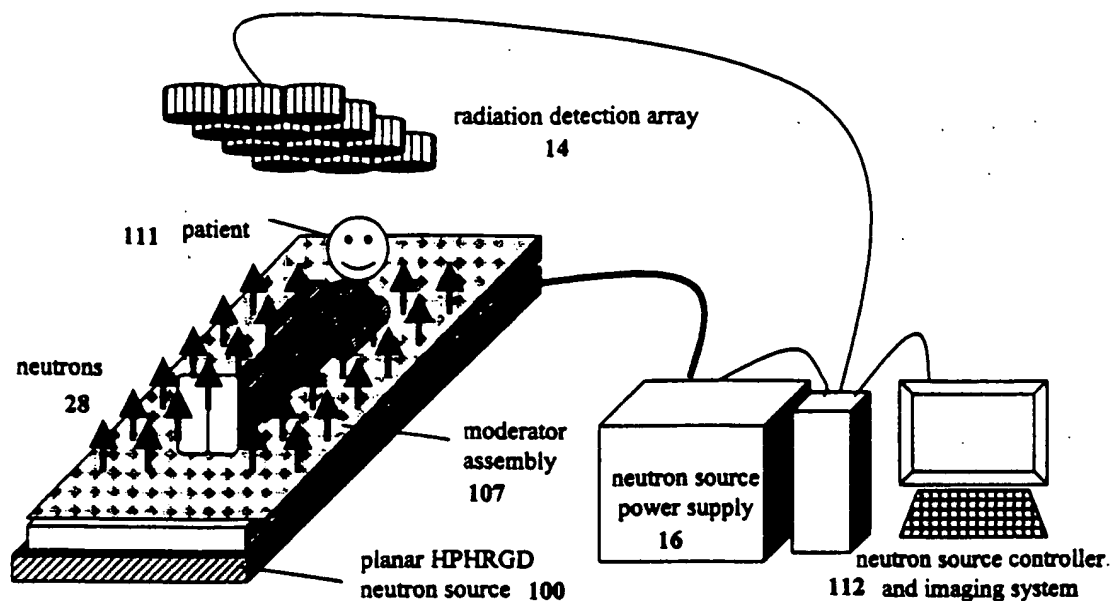 radiation detection array
14
111 patient
neutrons
28
moderator
assembly
107
neutron source
power supply
16
planar HPHRGD
neutron source 100
neutron source controller.
112 and imaging system